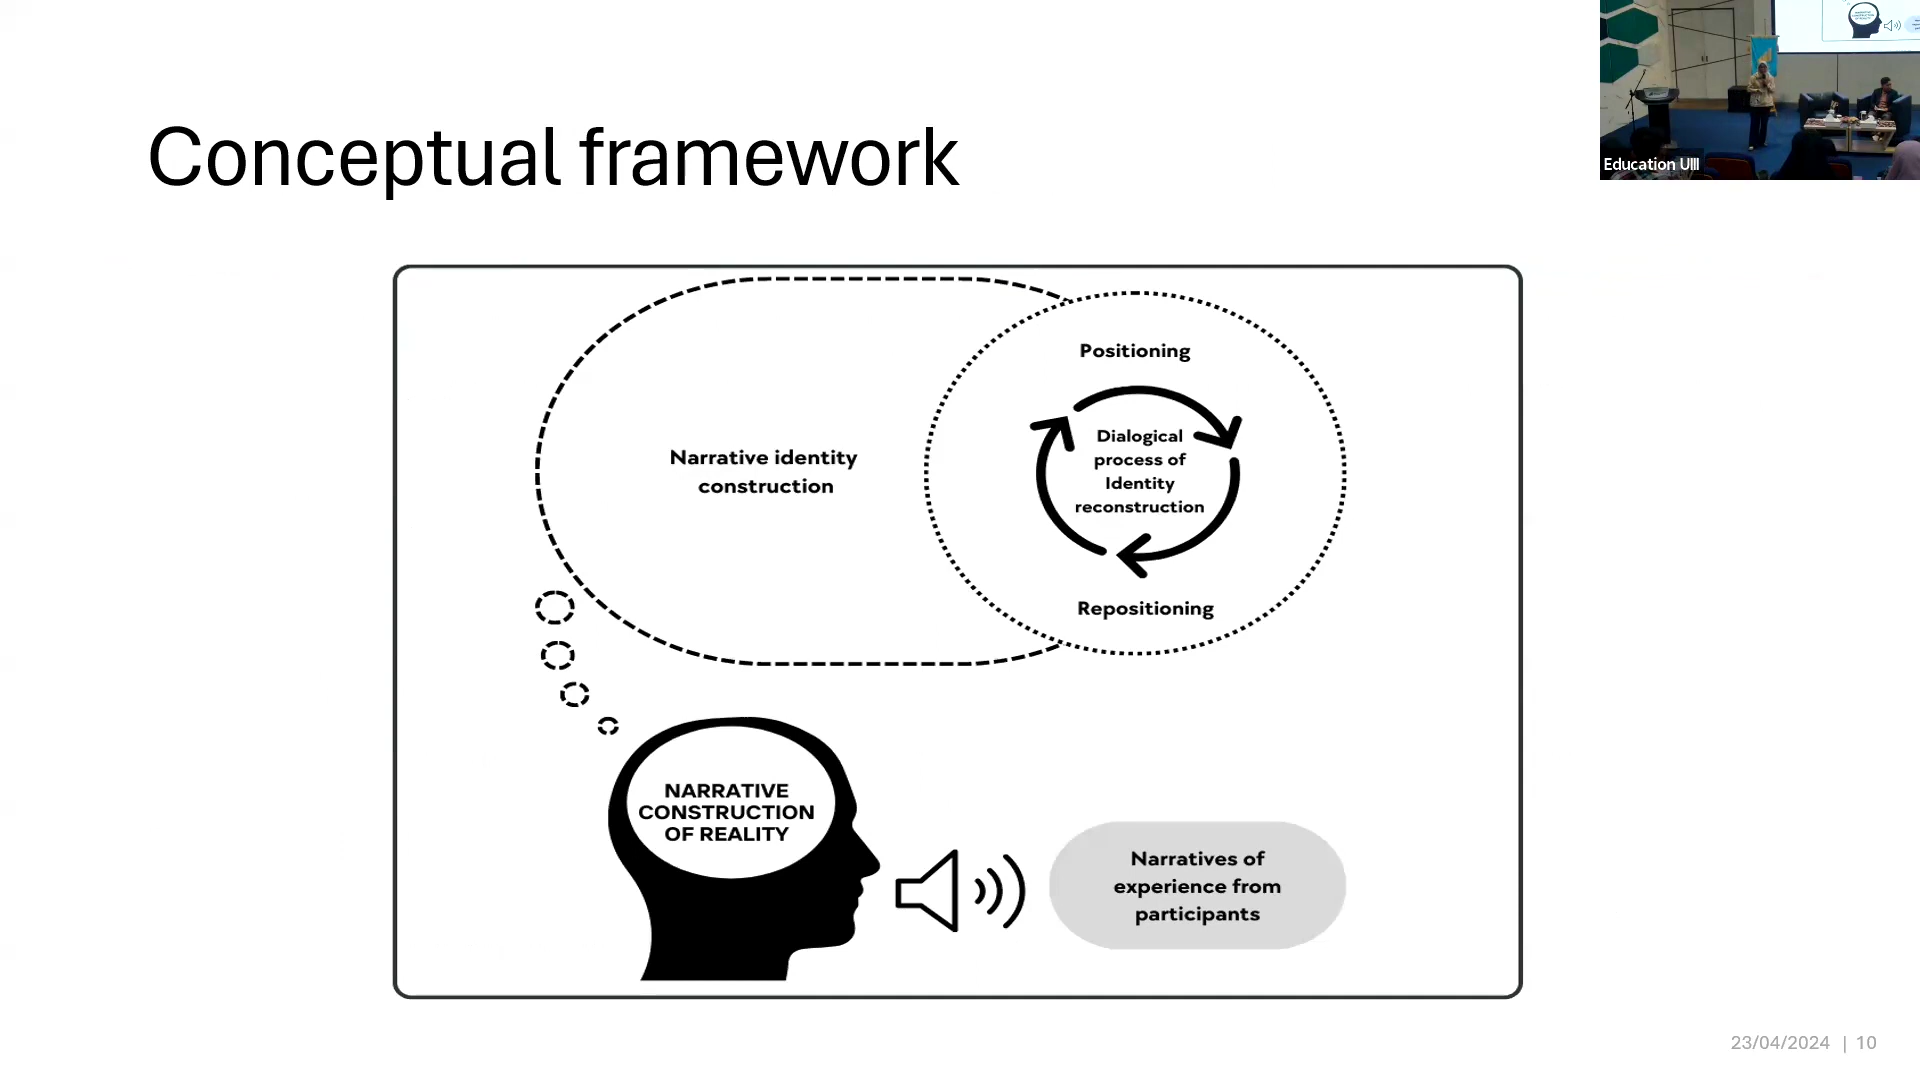 Conceptual framework
Education UIII
Positioning
Dialogical
process of
Identity
reconstruction
Narrative identity
construction
Repositioning
NARRATIVE
CONSTRUCTION
OF REALITY
Narratives of
experience from
participants
23/04/2024 | 10